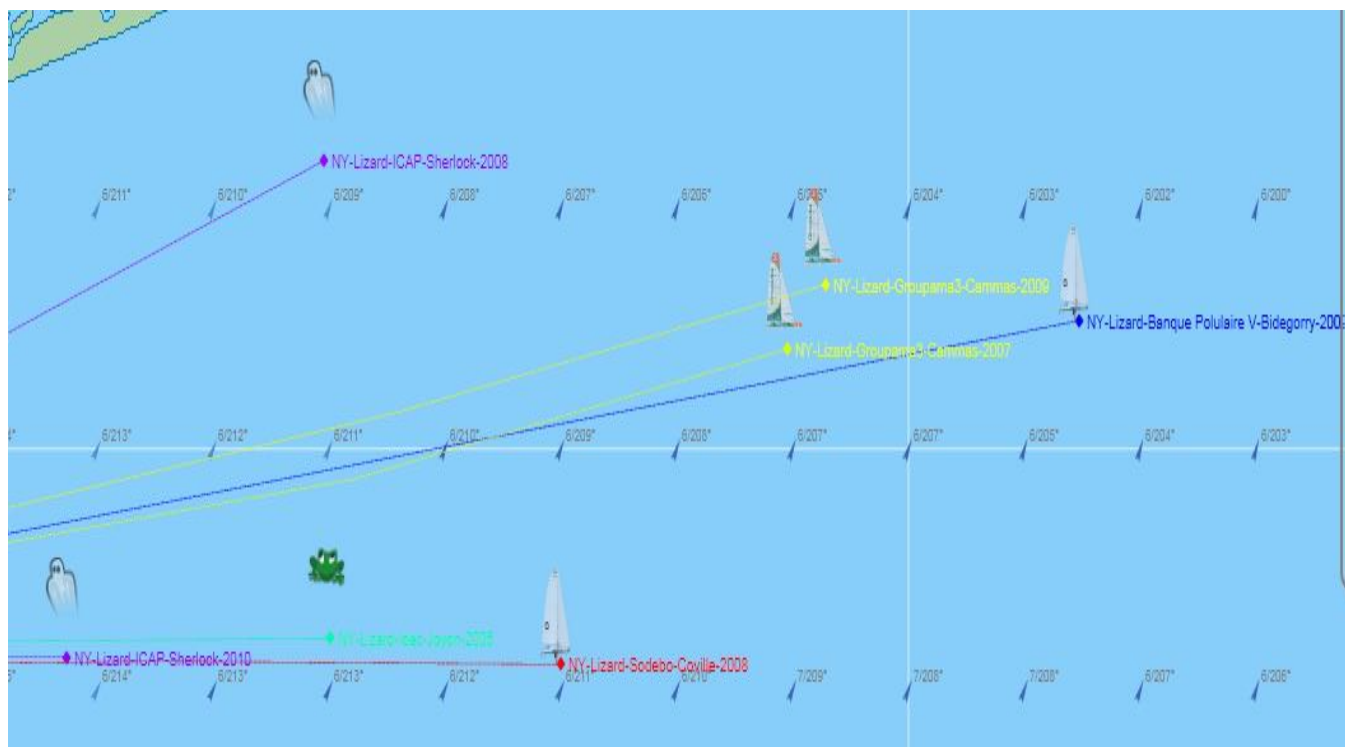 NY-Lizard-ICAP-Sherlock-2008
6/211° 6/210° 6/209° 6/208° 6/207° 6/206° 6/205° 6/204° 6/203° 6/202° 6/200°
NY-Lizard-Groupama3-Cammas-2009
NY-Lizard-Banque Polulaire V-Bidegorry-200
NY-Lizard-Groupama3-Cammas-2007
6/213° 6/212° 6/211° 6/210° 6/209° 6/208° 6/207° 6/207° 6/205° 6/204° 6/203°
NY-Lizard-ICAP-Sherlock-2010
NY-Lizard-Sodebo-Coville-2008
6/214° 6/213° 6/213° 6/212° 6/211° 6/210° 7/209° 7/208° 7/208° 6/207° 6/206°